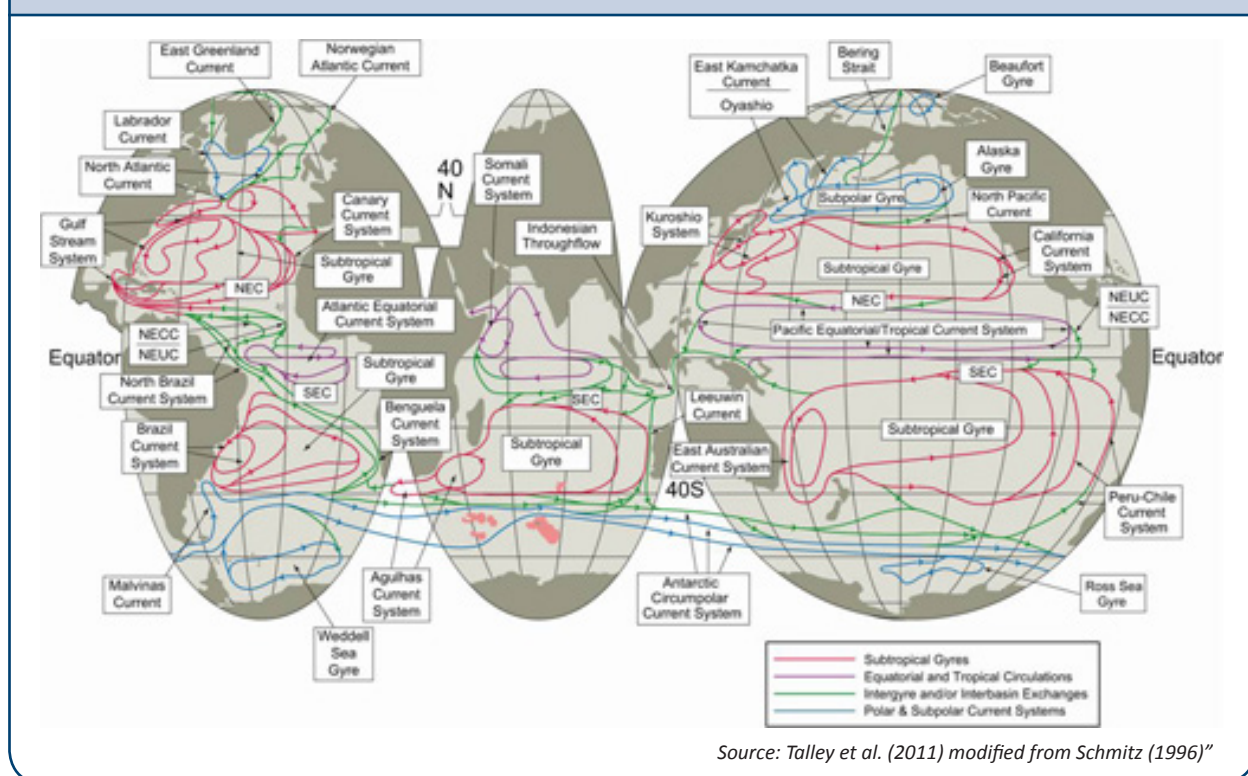 East Greenland
Current
Norwegian
Atlantic Current
Bering
Strait
East Kamchatka
Current
Oyashio
Beaufort
Gyre
Labrador
Current
North Atlantic
Current
40
N
Somali
Current
System
Alaska
Gyre
Canary
Current
System
Subpolar Gyre
North Pacific
Current
Gulf
Stream
System
Indonesian
Throughflow
Kuroshio
System
California
Current
System
Subtropical
Gyre
Subtropical Gyre
NEC
NEC
Atlantic Equatorial
Current System
NEUC
NECC
NECC
NEUC
Pacific Equatorial/Tropical Current System
Equator
Equator
Subtropical
Gyre
North Brazil
Current System
SEC
SEC
SEC
Benguela
Current
System
Leeuwin
Current
Brazil
Current
System
Subtropical
Gyre
Subtropical Gyre
East Australian
Current System
40S
Peru-Chile
Current
System
Malvinas
Current
Agulhas
Current
System
Antarctic
Circumpolar
Current System
Ross Sea
Gyre
Weddell
Sea
Gyre
Subtropical Gyres
Equatorial and Tropical Circulations
Intergyre and/or Interbasin Exchanges
Polar & Subpolar Current Systems
Source: Talley et al. (2011) modified from Schmitz (1996)”